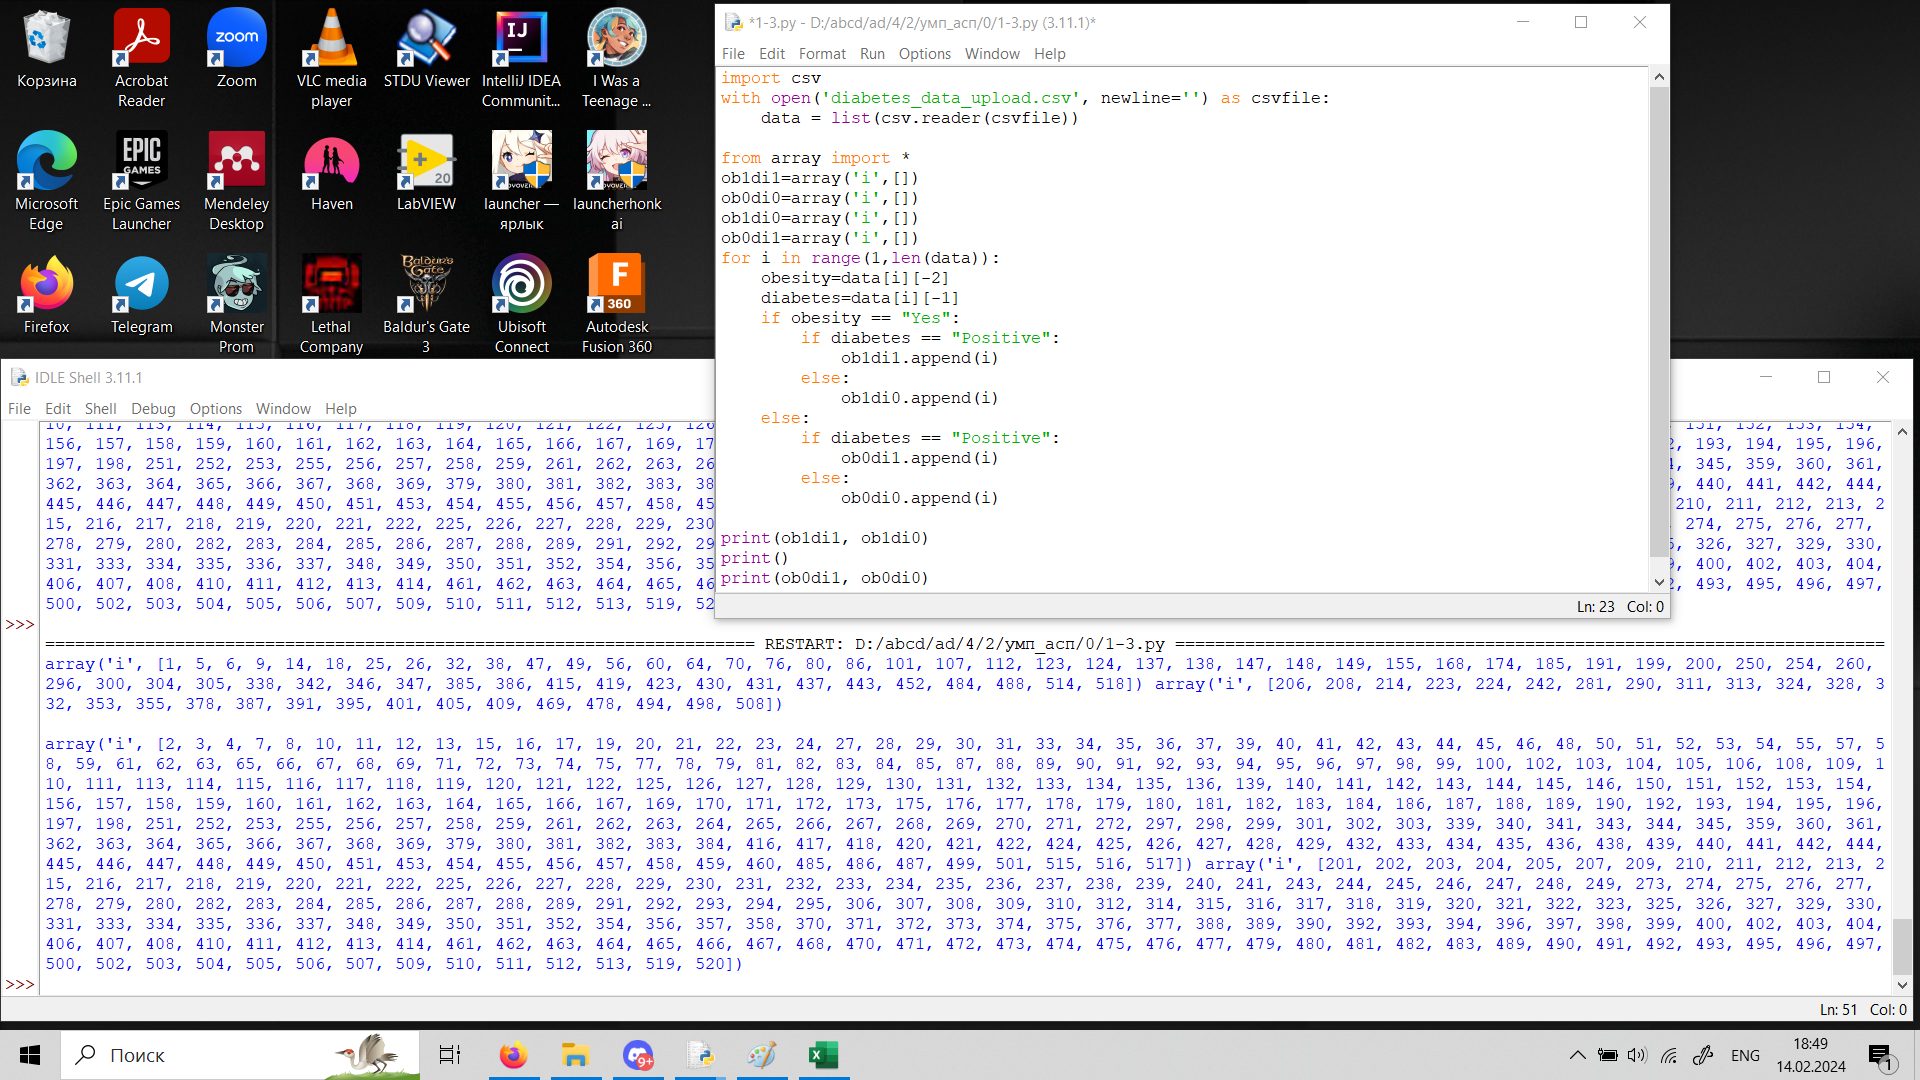 Корзина
Acrobat Reader
Zoom
VLC media player
STDU Viewer
IntelliJ IDEA Communit...
I Was a Teenage ...
Microsoft Edge
Epic Games Launcher
Mendeley Desktop
Haven
LabVIEW
launcher — ярлык
launcherhonkai
Firefox
Telegram
Monster Prom
Lethal Company
Baldur's Gate 3
Ubisoft Connect
Autodesk Fusion 360
*1-3.py - D:/abcd/ad/4/2/умп_асп/0/1-3.py (3.11.1)*
File Edit Format Run Options Window Help
import csv
with open('diabetes_data_upload.csv', newline='') as csvfile:
    data = list(csv.reader(csvfile))
from array import *
ob1di1=array('i',[])
ob0di0=array('i',[])
ob1di0=array('i',[])
ob0di1=array('i',[])
for i in range(1,len(data)):
    obesity=data[i][-2]
    diabetes=data[i][-1]
    if obesity == "Yes":
        if diabetes == "Positive":
            ob1di1.append(i)
        else:
            ob1di0.append(i)
    else:
        if diabetes == "Positive":
            ob0di1.append(i)
        else:
            ob0di0.append(i)
print(ob1di1, ob1di0)
print()
print(ob0di1, ob0di0)
Ln: 23 Col: 0
IDLE Shell 3.11.1
File Edit Shell Debug Options Window Help
10, 111, 113, 114, 115, 116, 117, 118, 119, 120, 121, 122, 125, 126 151, 152, 153, 154,
156, 157, 158, 159, 160, 161, 162, 163, 164, 165, 166, 167, 169, 17 2, 193, 194, 195, 196,
197, 198, 251, 252, 253, 255, 256, 257, 258, 259, 261, 262, 263, 26 4, 345, 359, 360, 361,
362, 363, 364, 365, 366, 367, 368, 369, 379, 380, 381, 382, 383, 38 9, 440, 441, 442, 444,
445, 446, 447, 448, 449, 450, 451, 453, 454, 455, 456, 457, 458, 45 210, 211, 212, 213, 2
15, 216, 217, 218, 219, 220, 221, 222, 225, 226, 227, 228, 229, 230 274, 275, 276, 277,
278, 279, 280, 282, 283, 284, 285, 286, 287, 288, 289, 291, 292, 29 326, 327, 329, 330,
331, 333, 334, 335, 336, 337, 348, 349, 350, 351, 352, 354, 356, 35 9, 400, 402, 403, 404,
406, 407, 408, 410, 411, 412, 413, 414, 461, 462, 463, 464, 465, 46 2, 493, 495, 496, 497,
500, 502, 503, 504, 505, 506, 507, 509, 510, 511, 512, 513, 519, 52
>>>
======================================================================= RESTART: D:/abcd/ad/4/2/умп_асп/0/1-3.py =======================================================================
array('i', [1, 5, 6, 9, 14, 18, 25, 26, 32, 38, 47, 49, 56, 60, 64, 70, 76, 80, 86, 101, 107, 112, 123, 124, 137, 138, 147, 148, 149, 155, 168, 174, 185, 191, 199, 200, 250, 254, 260,
296, 300, 304, 305, 338, 342, 346, 347, 385, 386, 415, 419, 423, 430, 431, 437, 443, 452, 484, 488, 514, 518]) array('i', [206, 208, 214, 223, 224, 242, 281, 290, 311, 313, 324, 328, 3
32, 353, 355, 378, 387, 391, 395, 401, 405, 409, 469, 478, 494, 498, 508])
array('i', [2, 3, 4, 7, 8, 10, 11, 12, 13, 15, 16, 17, 19, 20, 21, 22, 23, 24, 27, 28, 29, 30, 31, 33, 34, 35, 36, 37, 39, 40, 41, 42, 43, 44, 45, 46, 48, 50, 51, 52, 53, 54, 55, 57, 5
8, 59, 61, 62, 63, 65, 66, 67, 68, 69, 71, 72, 73, 74, 75, 77, 78, 79, 81, 82, 83, 84, 85, 87, 88, 89, 90, 91, 92, 93, 94, 95, 96, 97, 98, 99, 100, 102, 103, 104, 105, 106, 108, 109, 1
10, 111, 113, 114, 115, 116, 117, 118, 119, 120, 121, 122, 125, 126, 127, 128, 129, 130, 131, 132, 133, 134, 135, 136, 139, 140, 141, 142, 143, 144, 145, 146, 150, 151, 152, 153, 154,
156, 157, 158, 159, 160, 161, 162, 163, 164, 165, 166, 167, 169, 170, 171, 172, 173, 175, 176, 177, 178, 179, 180, 181, 182, 183, 184, 186, 187, 188, 189, 190, 192, 193, 194, 195, 196,
197, 198, 251, 252, 253, 255, 256, 257, 258, 259, 261, 262, 263, 264, 265, 266, 267, 268, 269, 270, 271, 272, 297, 298, 299, 301, 302, 303, 339, 340, 341, 343, 344, 345, 359, 360, 361,
362, 363, 364, 365, 366, 367, 368, 369, 379, 380, 381, 382, 383, 384, 416, 417, 418, 420, 421, 422, 424, 425, 426, 427, 428, 429, 432, 433, 434, 435, 436, 438, 439, 440, 441, 442, 444,
445, 446, 447, 448, 449, 450, 451, 453, 454, 455, 456, 457, 458, 459, 460, 485, 486, 487, 499, 501, 515, 516, 517]) array('i', [201, 202, 203, 204, 205, 207, 209, 210, 211, 212, 213, 2
15, 216, 217, 218, 219, 220, 221, 222, 225, 226, 227, 228, 229, 230, 231, 232, 233, 234, 235, 236, 237, 238, 239, 240, 241, 243, 244, 245, 246, 247, 248, 249, 273, 274, 275, 276, 277,
278, 279, 280, 282, 283, 284, 285, 286, 287, 288, 289, 291, 292, 293, 294, 295, 306, 307, 308, 309, 310, 312, 314, 315, 316, 317, 318, 319, 320, 321, 322, 323, 325, 326, 327, 329, 330,
331, 333, 334, 335, 336, 337, 348, 349, 350, 351, 352, 354, 356, 357, 358, 370, 371, 372, 373, 374, 375, 376, 377, 388, 389, 390, 392, 393, 394, 396, 397, 398, 399, 400, 402, 403, 404,
406, 407, 408, 410, 411, 412, 413, 414, 461, 462, 463, 464, 465, 466, 467, 468, 470, 471, 472, 473, 474, 475, 476, 477, 479, 480, 481, 482, 483, 489, 490, 491, 492, 493, 495, 496, 497,
500, 502, 503, 504, 505, 506, 507, 509, 510, 511, 512, 513, 519, 520])
>>>
Ln: 51 Col: 0
Поиск
9+
ENG
18:49
14.02.2024
1